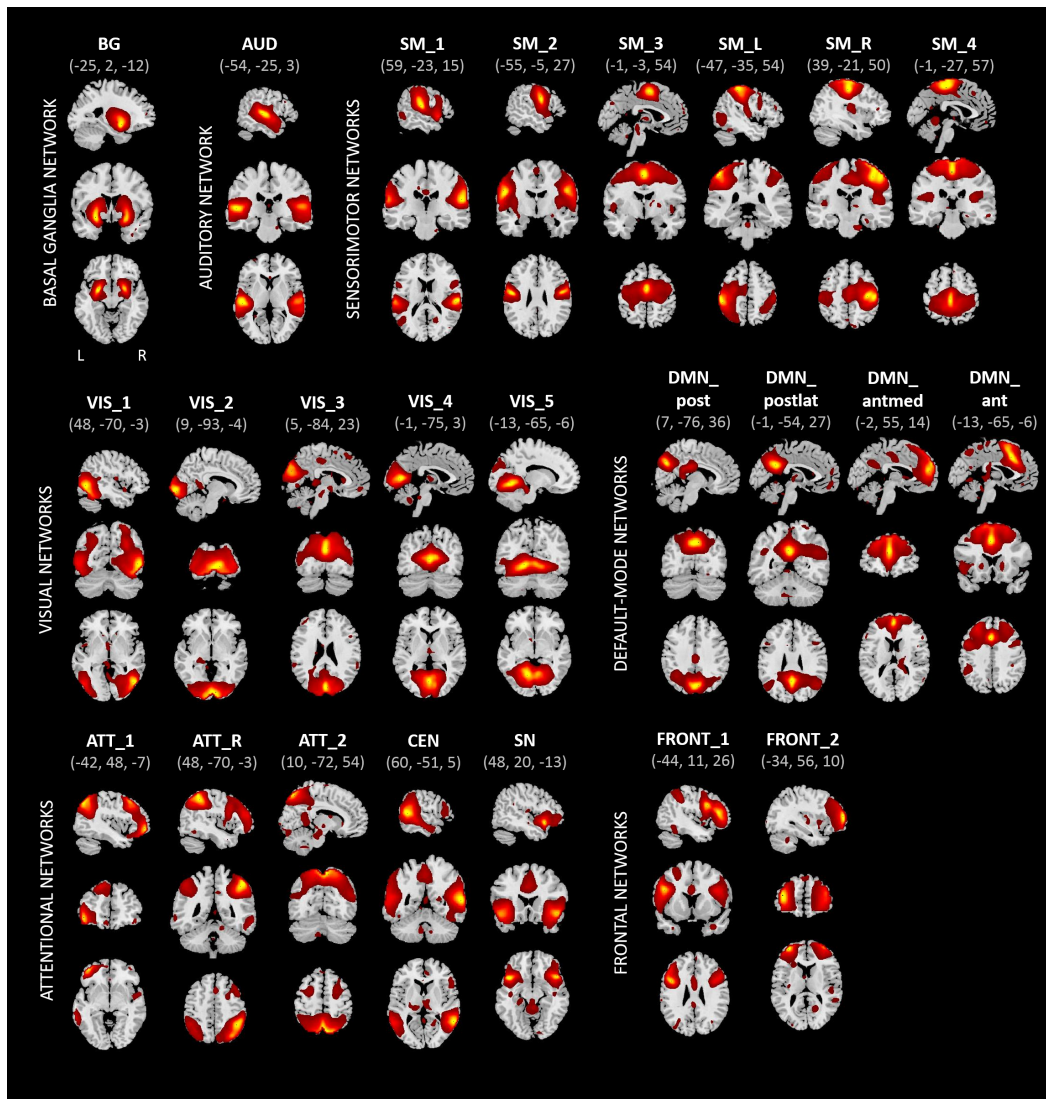 BASAL GANGLIA NETWORK
BG
(-25, 2, -12)
L
R
AUDITORY NETWORK
AUD
(-54, -25, 3)
SENSORIMOTOR NETWORKS
SM_1
(59, -23, 15)
SM_2
(-55, -5, 27)
SM_3
(-1, -3, 54)
SM_L
(-47, -35, 54)
SM_R
(39, -21, 50)
SM_4
(-1, -27, 57)
VISUAL NETWORKS
VIS_1
(48, -70, -3)
VIS_2
(9, -93, -4)
VIS_3
(5, -84, 23)
VIS_4
(-1, -75, 3)
VIS_5
(-13, -65, -6)
DEFAULT-MODE NETWORKS
DMN_
post
(7, -76, 36)
DMN_
postlat
(-1, -54, 27)
DMN_
antmed
(-2, 55, 14)
DMN_
ant
(-13, -65, -6)
ATTENTIONAL NETWORKS
ATT_1
(-42, 48, -7)
ATT_R
(48, -70, -3)
ATT_2
(10, -72, 54)
CEN
(60, -51, 5)
SN
(48, 20, -13)
FRONTAL NETWORKS
FRONT_1
(-44, 11, 26)
FRONT_2
(-34, 56, 10)